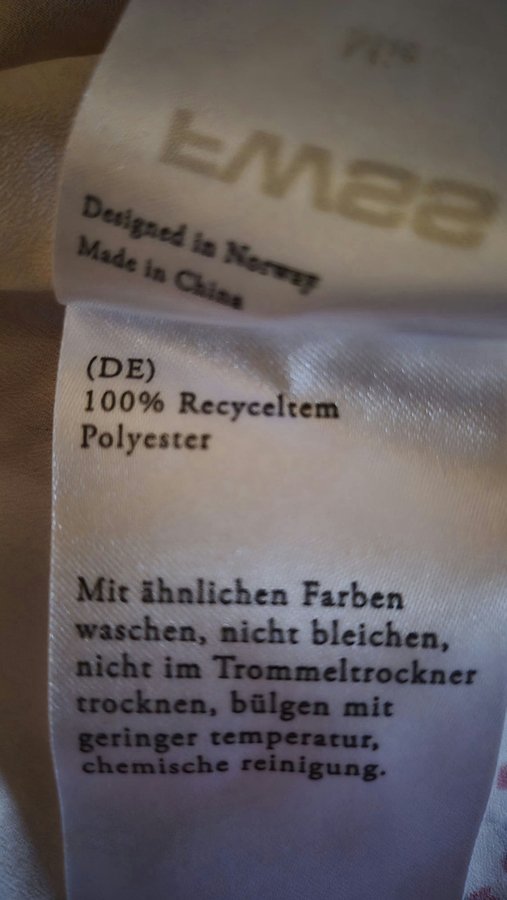 Designed in Norway
Made in China
(DE)
100% Recyceltem
Polyester
Mit ähnlichen Farben
waschen, nicht bleichen,
nicht im Trommeltrockner
trocknen, bülgen mit
geringer temperatur,
chemische reinigung.